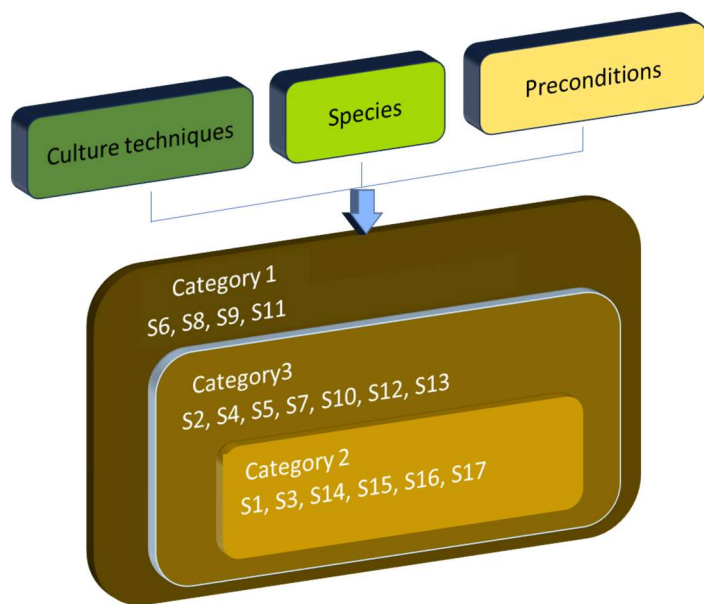 Culture techniques
Species
Preconditions
Category 1
S6, S8, S9, S11
Category3
S2, S4, S5, S7, S10, S12, S13
Category 2
S1, S3, S14, S15, S16, S17